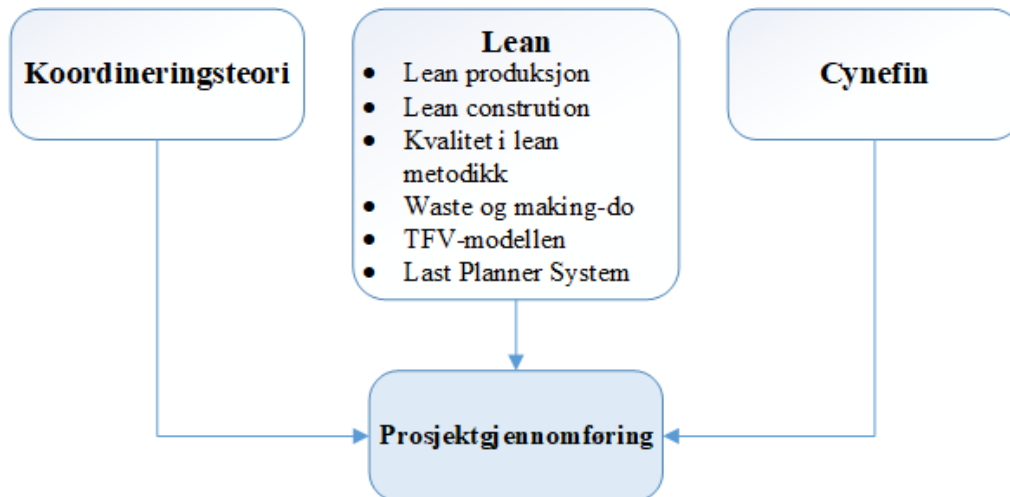 Koordineringsteori
Lean
• Lean produksjon
• Lean constrution
• Kvalitet i lean
metodikk
• Waste og making-do
• TFV-modellen
• Last Planner System
Cynefin
Prosjektgjennomføring